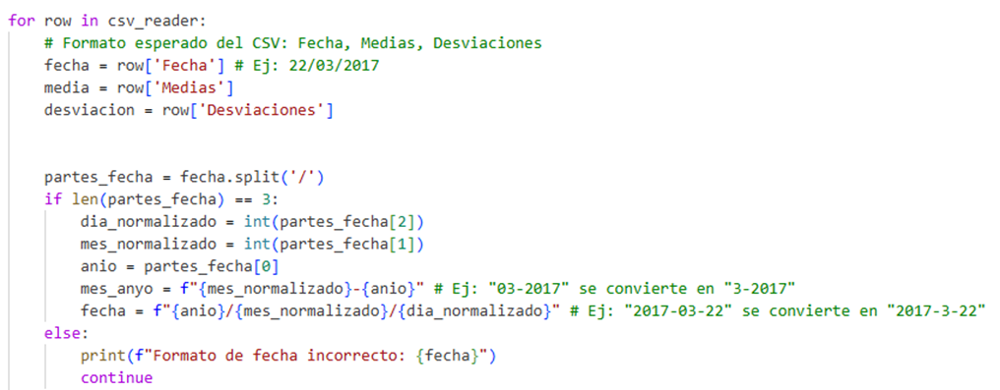 for row in csv_reader:
    # Formato esperado del CSV: Fecha, Medias, Desviaciones
    fecha = row['Fecha'] # Ej: 22/03/2017
    media = row['Medias']
    desviacion = row['Desviaciones']
    partes_fecha = fecha.split('/')
    if len(partes_fecha) == 3:
        dia_normalizado = int(partes_fecha[2])
        mes_normalizado = int(partes_fecha[1])
        anio = partes_fecha[0]
        mes_anyo = f"{mes_normalizado}-{anio}" # Ej: "03-2017" se convierte en "3-2017"
        fecha = f"{anio}/{mes_normalizado}/{dia_normalizado}" # Ej: "2017-03-22" se convierte en "2017-3-22"
    else:
        print(f"Formato de fecha incorrecto: {fecha}")
        continue